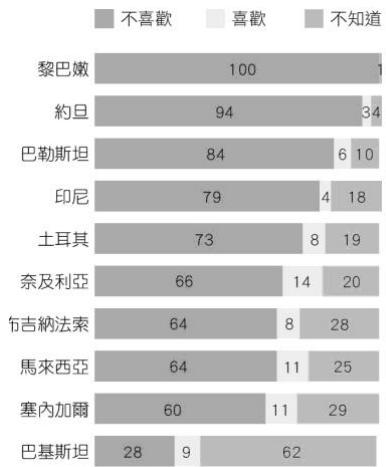 不喜歡 喜歡 不知道
黎巴嫩 100 1
約旦 94 3 4
巴勒斯坦 84 6 10
印尼 79 4 18
土耳其 73 8 19
奈及利亞 66 14 20
布吉納法索 64 8 28
馬來西亞 64 11 25
塞內加爾 60 11 29
巴基斯坦 28 9 62